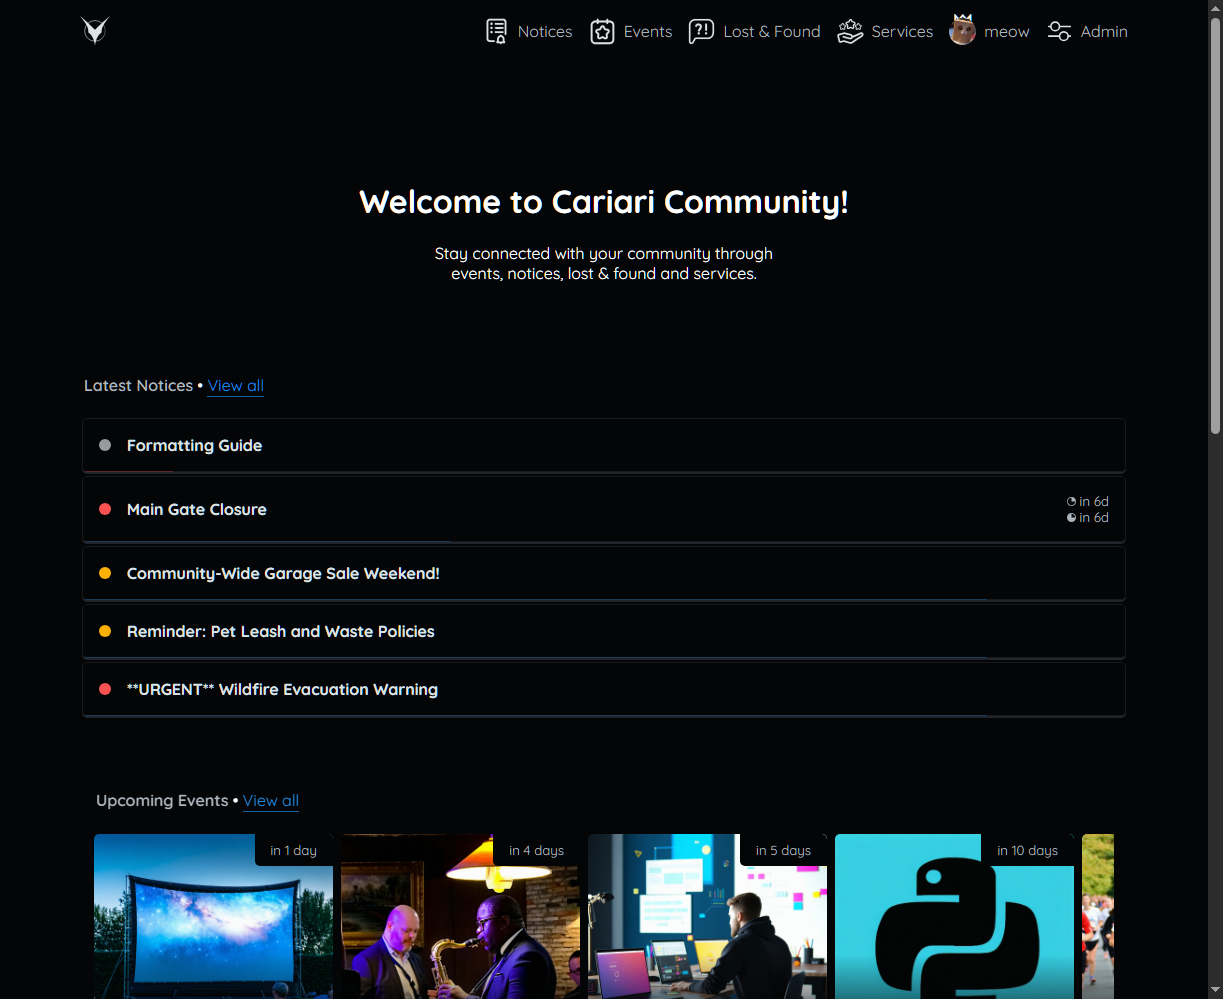 Notices
Events
Lost & Found
Services
meow
Admin
Welcome to Cariari Community!
Stay connected with your community through
events, notices, lost & found and services.
Latest Notices • View all
Formatting Guide
Main Gate Closure
in 6d
in 6d
Community-Wide Garage Sale Weekend!
Reminder: Pet Leash and Waste Policies
**URGENT** Wildfire Evacuation Warning
Upcoming Events • View all
in 1 day
in 4 days
in 5 days
in 10 days